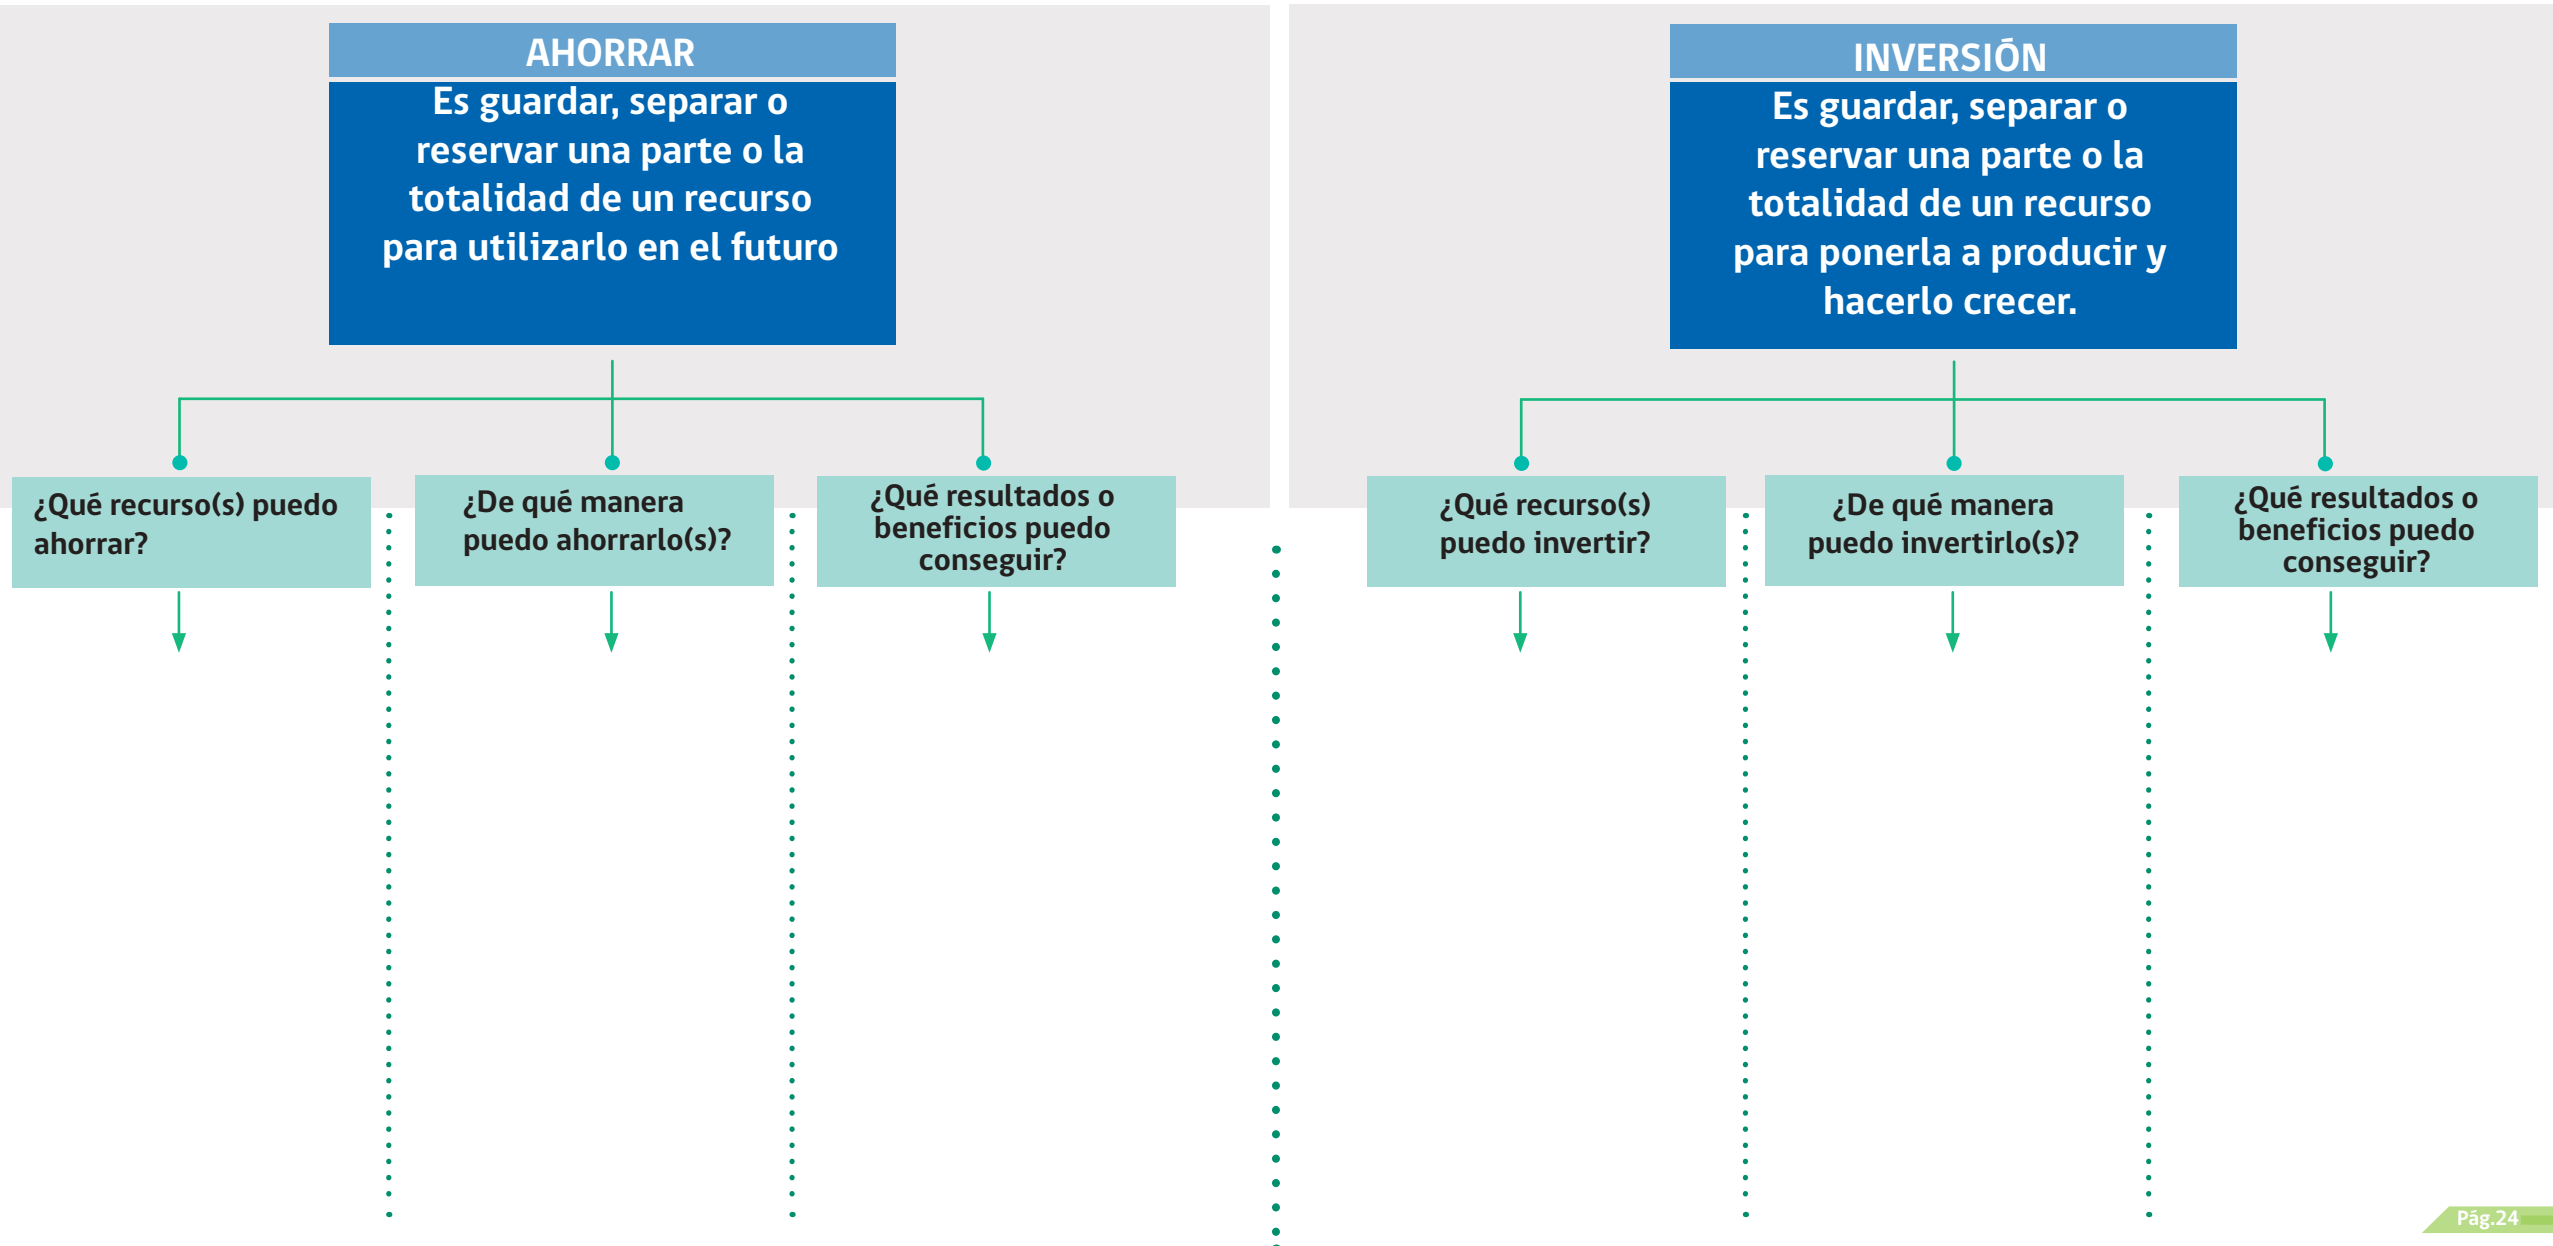 AHORRAR
Es guardar, separar o
reservar una parte o la
totalidad de un recurso
para utilizarlo en el futuro
¿Qué recurso(s) puedo
ahorrar?
¿De qué manera
puedo ahorrarlo(s)?
¿Qué resultados o
beneficios puedo
conseguir?
INVERSIÓN
Es guardar, separar o
reservar una parte o la
totalidad de un recurso
para ponerla a producir y
hacerlo crecer.
¿Qué recurso(s)
puedo invertir?
¿De qué manera
puedo invertirlo(s)?
¿Qué resultados o
beneficios puedo
conseguir?
Pág.24